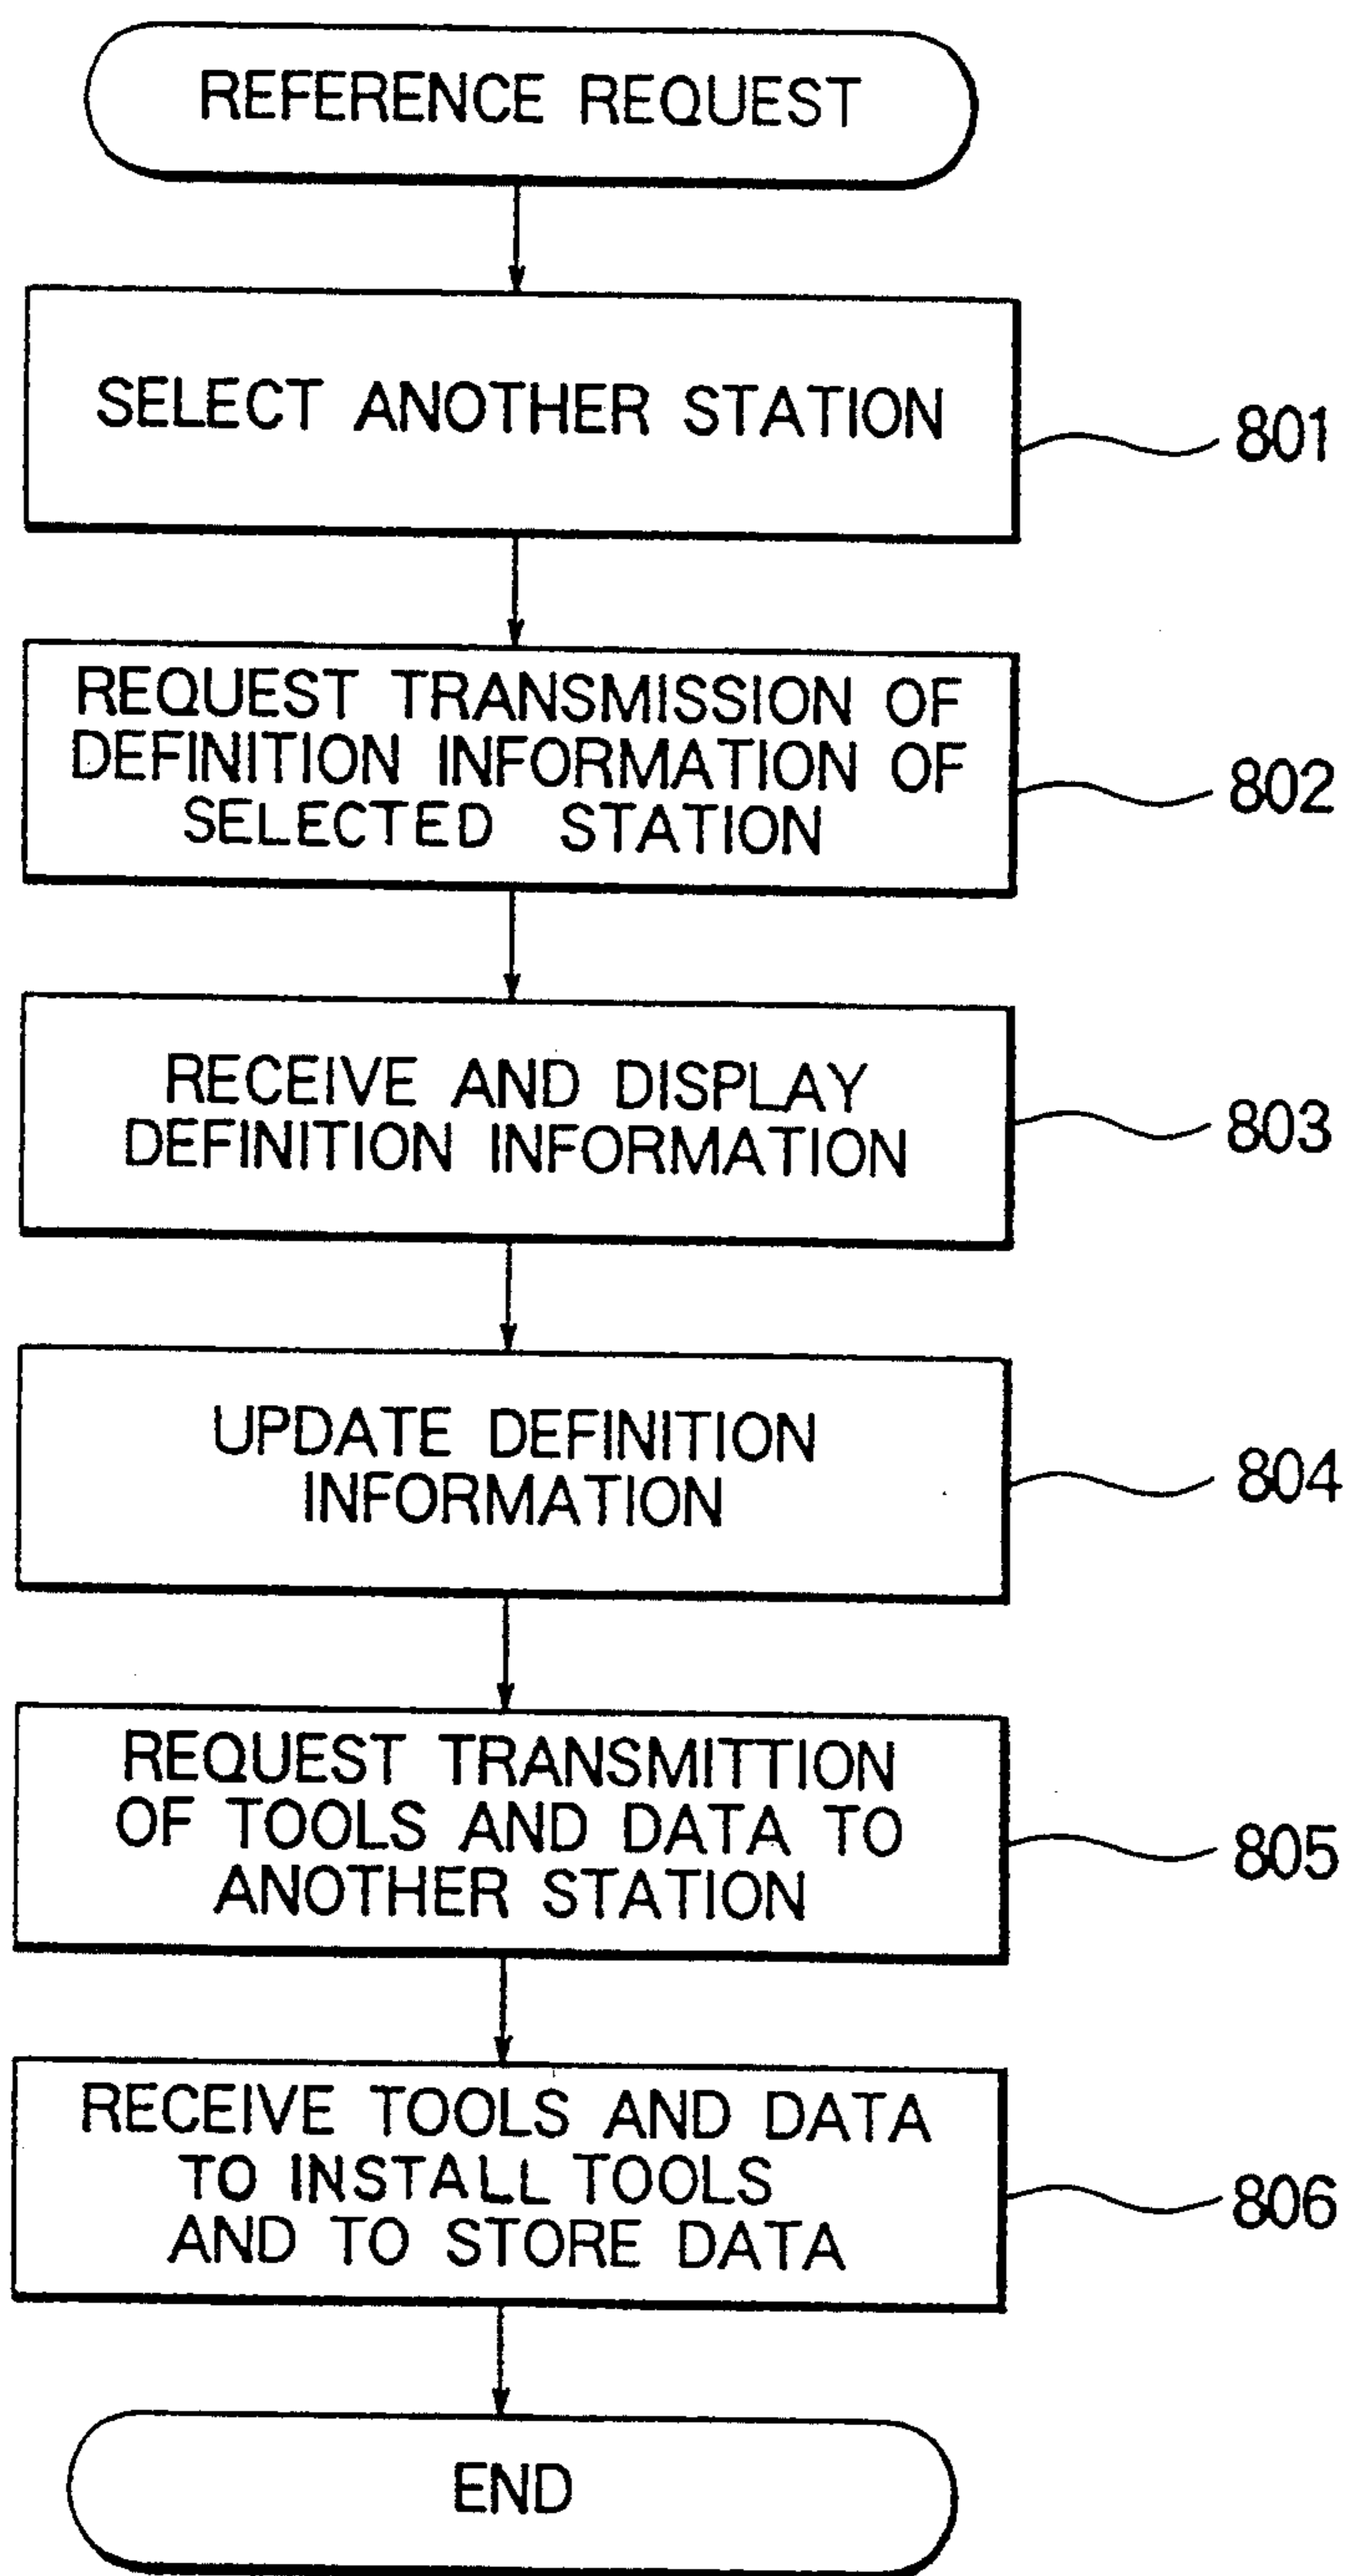 REFERENCE REQUEST
SELECT ANOTHER STATION
801
REQUEST TRANSMISSION OF
DEFINITION INFORMATION OF
SELECTED STATION
802
RECEIVE AND DISPLAY
DEFINITION INFORMATION
803
UPDATE DEFINITION
INFORMATION
804
REQUEST TRANSMITTION
OF TOOLS AND DATA TO
ANOTHER STATION
805
RECEIVE TOOLS AND DATA
TO INSTALL TOOLS
AND TO STORE DATA
806
END